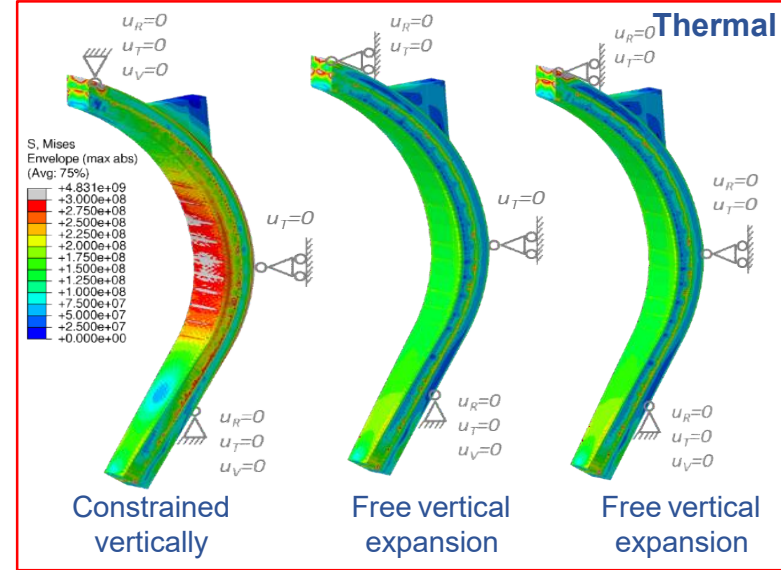 Thermal
u_R=0
u_T=0
u_V=0
S, Mises
Envelope (max abs)
(Avg: 75%)
+4.831e+09
+3.000e+08
+2.750e+08
+2.500e+08
+2.250e+08
+2.000e+08
+1.750e+08
+1.500e+08
+1.250e+08
+1.000e+08
+7.500e+07
+5.000e+07
+2.500e+07
+0.000e+00
u_T=0
u_R=0
u_T=0
u_V=0
Constrained
vertically
u_R=0
u_T=0
u_T=0
u_R=0
u_T=0
u_V=0
Free vertical
expansion
u_R=0
u_T=0
u_R=0
u_T=0
u_R=0
u_T=0
u_V=0
Free vertical
expansion